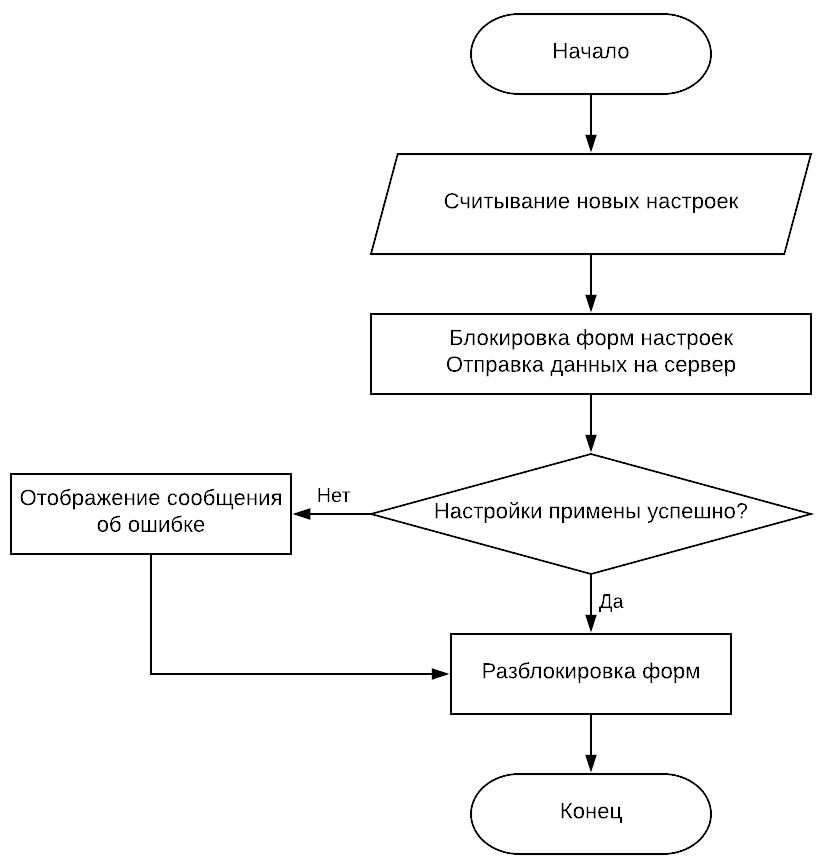 Начало
Считывание новых настроек
Блокировка форм настроек
Отправка данных на сервер
Настройки примены успешно?
Нет
Отображение сообщения
об ошибке
Да
Разблокировка форм
Конец